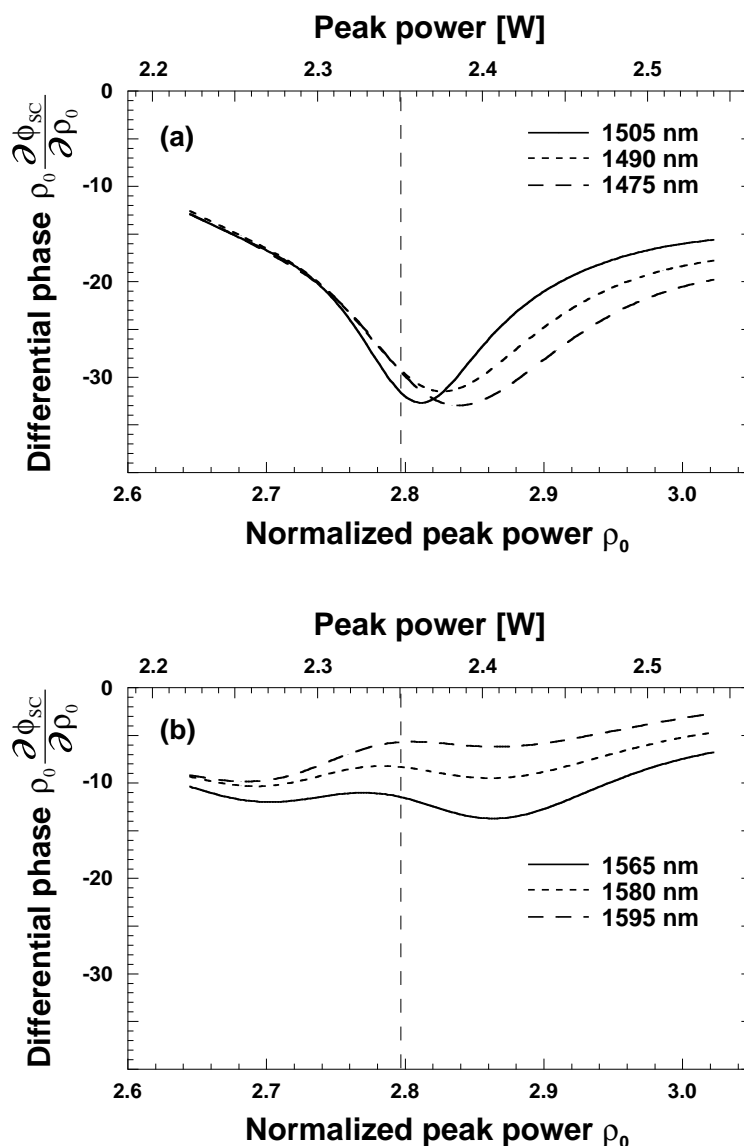 Peak power [W]
2.2 2.3 2.4 2.5
0
(a)
1505 nm
1490 nm
1475 nm
-10
-20
-30
Differential phase ρ₀ ∂ϕSC/∂ρ₀
2.6 2.7 2.8 2.9 3.0
Normalized peak power ρ₀
Peak power [W]
2.2 2.3 2.4 2.5
0
(b)
-10
-20
-30
1565 nm
1580 nm
1595 nm
Differential phase ρ₀ ∂ϕSC/∂ρ₀
2.6 2.7 2.8 2.9 3.0
Normalized peak power ρ₀